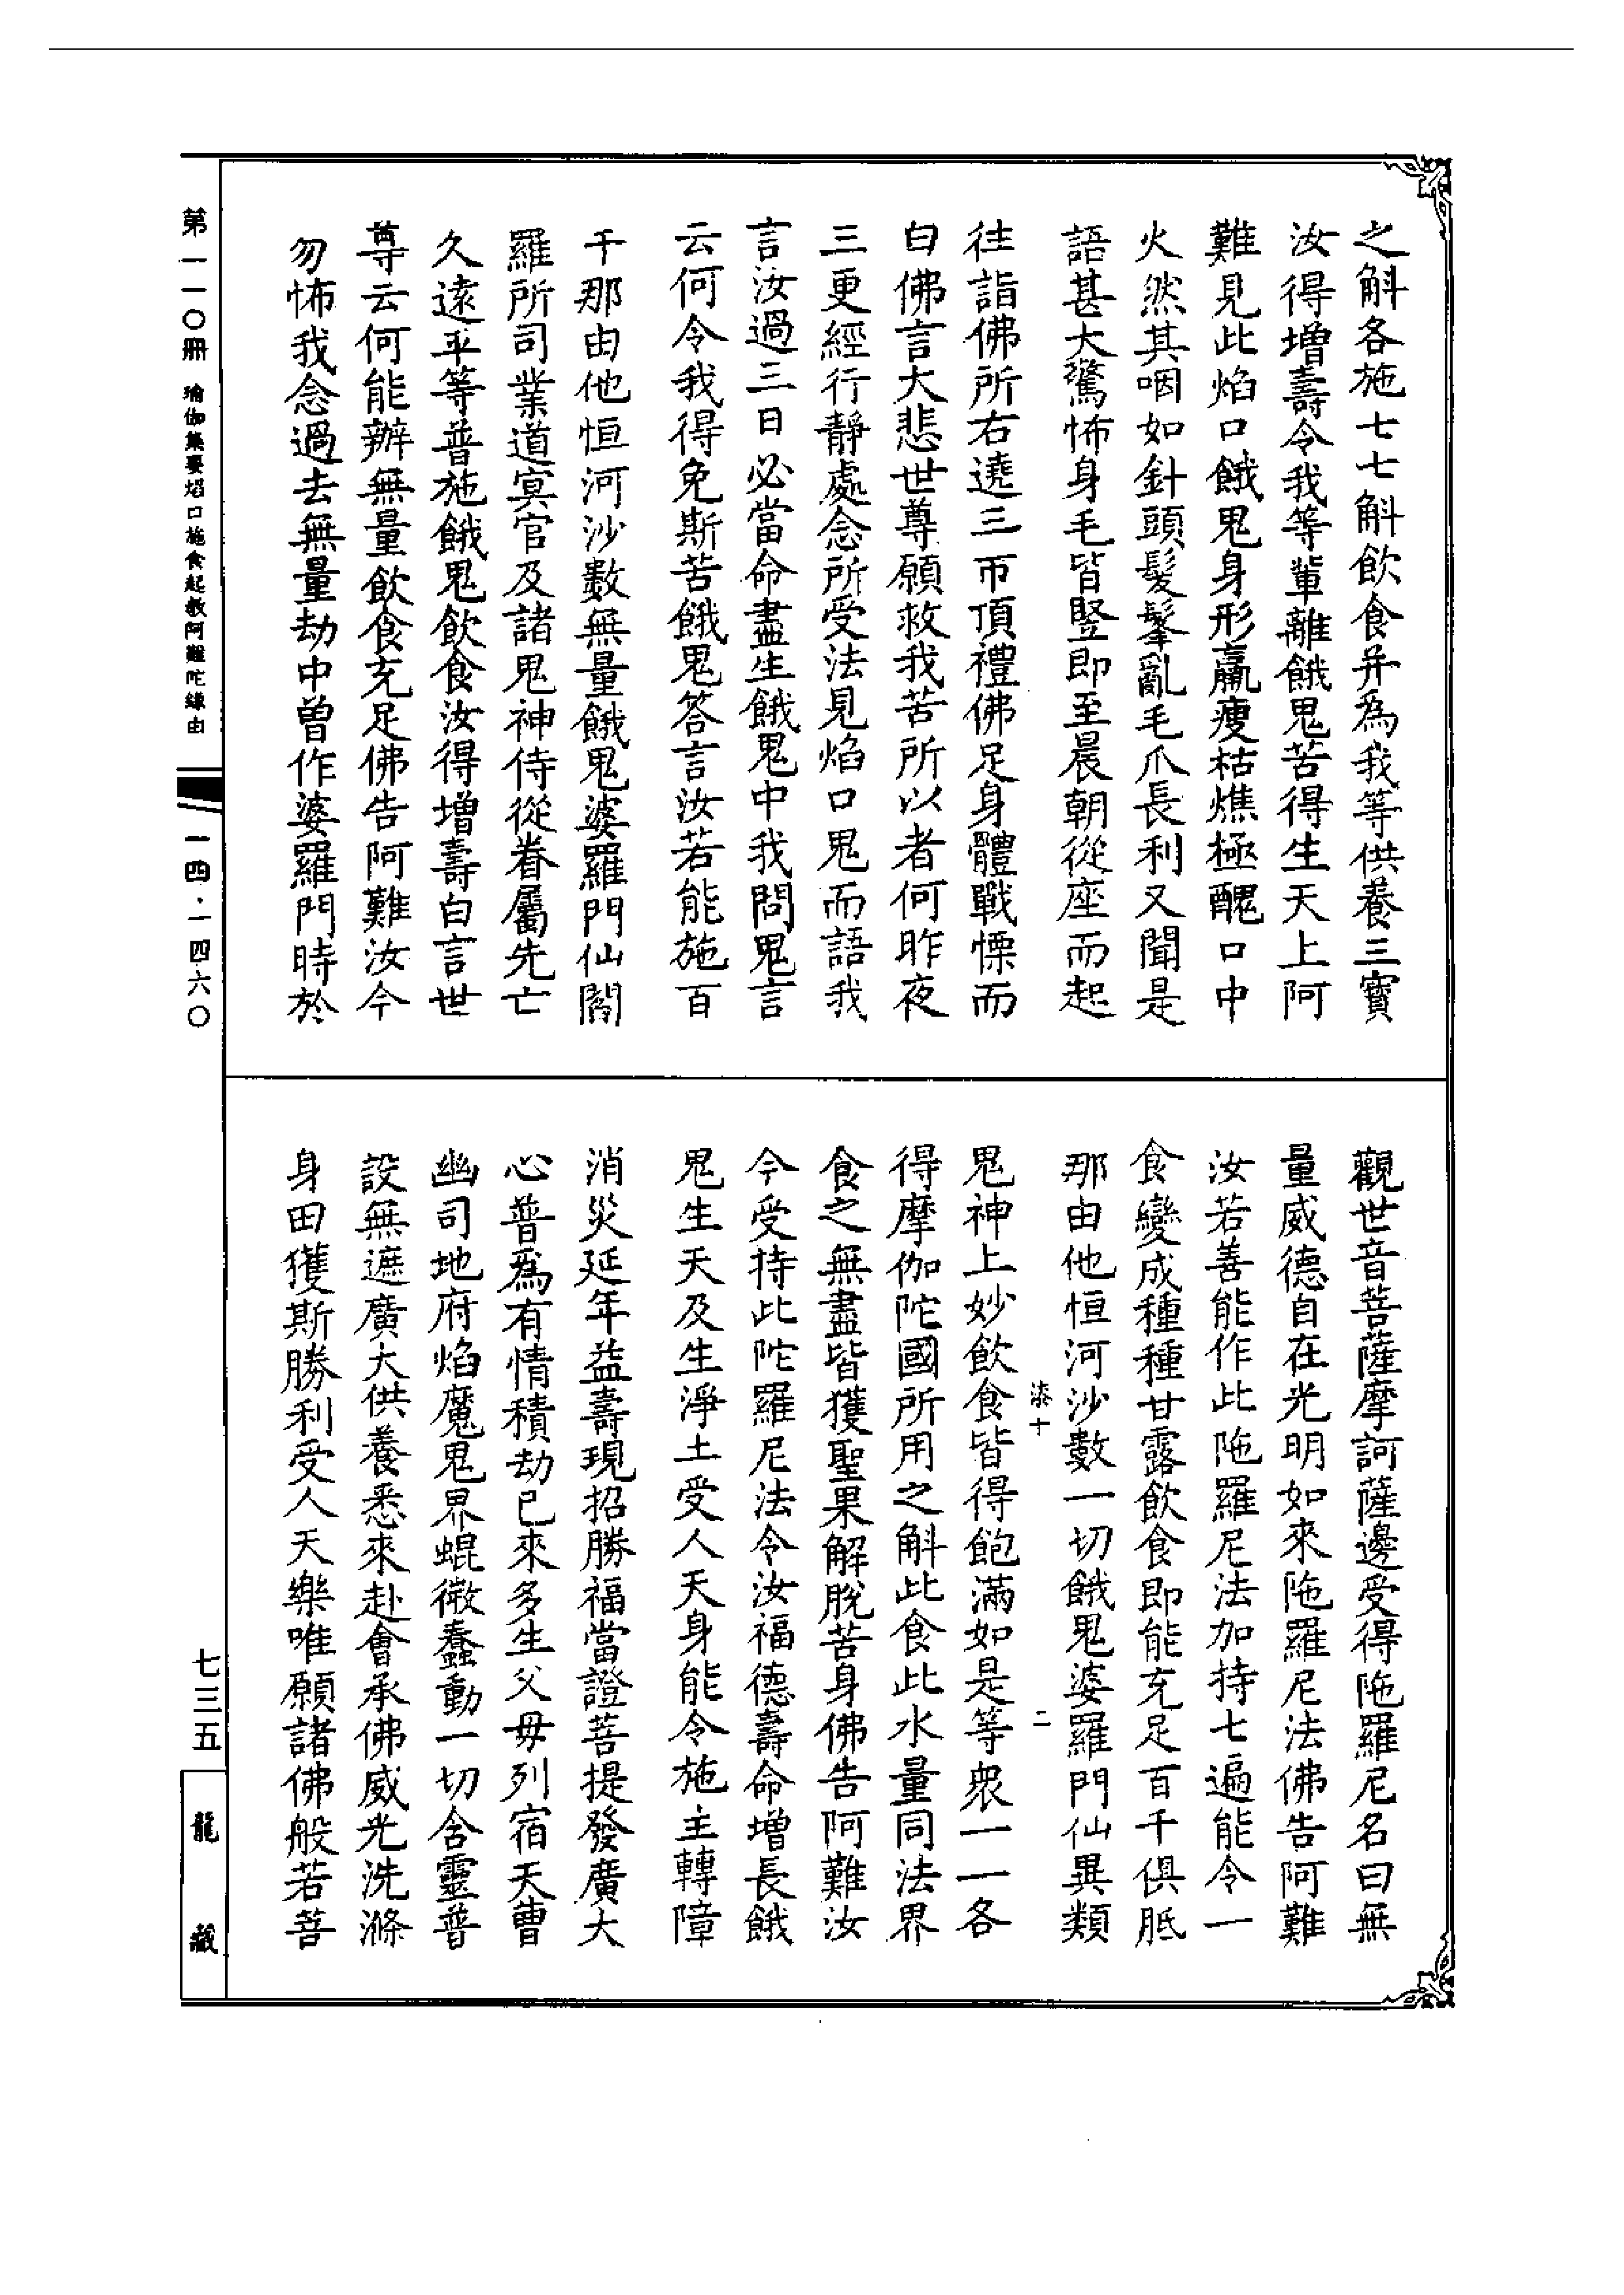 之斛各施七七斛飲食并為我等供養三寶
汝得增壽令我等輩離餓鬼苦得生天上阿
難見此焰口餓鬼身形羸瘦枯燋極醜口中
火然其咽如針頭髮髼亂毛爪長利又聞是
語甚大驚怖身毛皆豎即至晨朝從座而起
往詣佛所右遶三帀頂禮佛足身體戰慄而
白佛言大悲世尊願救我苦所以者何昨夜
三更經行靜處念所受法見焰口鬼而語我
言汝過三日必當命盡生餓鬼中我問鬼言
云何令我得免斯苦餓鬼答言汝若能施百
千那由他恒河沙數無量餓鬼婆羅門仙閻
羅所司業道冥官及諸鬼神侍從眷屬先亡
久遠平等普施餓鬼飲食汝得增壽白言世
尊云何能辦無量飲食充足佛告阿難汝今
勿怖我念過去無量劫中曾作婆羅門時於
觀世音菩薩摩訶薩邊受得陁羅尼名曰無
量威德自在光明如來陁羅尼法佛告阿難
汝若善能作此陁羅尼法加持七遍能令一
食變成種種甘露飲食即能充足百千俱胝
那由他恒河沙數一切餓鬼婆羅門仙異類
漆十 二
鬼神上妙飲食皆得飽滿如是等衆一一各
得摩伽陀國所用之斛此食此水量同法界
食之無盡皆獲聖果解脫苦身佛告阿難汝
今受持此陀羅尼法令汝福德壽命增長餓
鬼生天及生淨土受人天身能令施主轉障
消災延年益壽現招勝福當證菩提發廣大
心普爲有情積劫已來多生父母列宿天曹
幽司地府焰魔鬼界蜫微蠢動一切含靈普
設無遮廣大供養悉來赴會承佛威光洗滌
身田獲斯勝利受人天樂唯願諸佛般若菩
第一一〇冊 瑜伽集要焰口施食起教阿難陀緣由
一四·一四六〇
七三五
龍藏